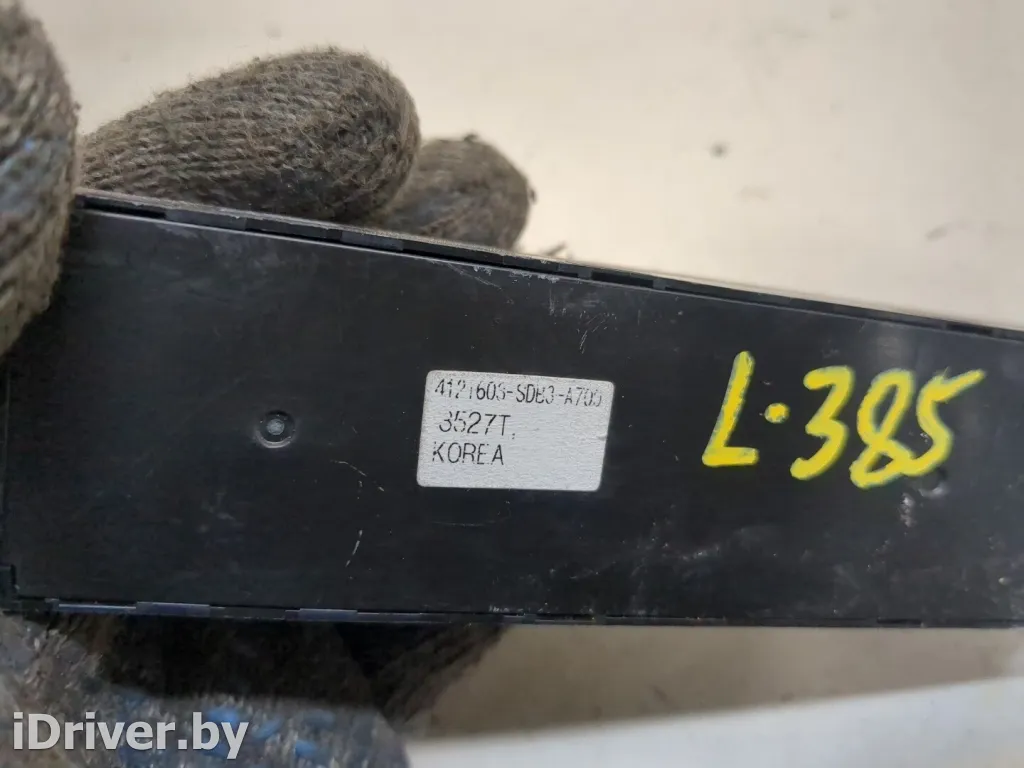 4121603-SDB3-A700
3527T.
KOREA
L·385
iDriver.by